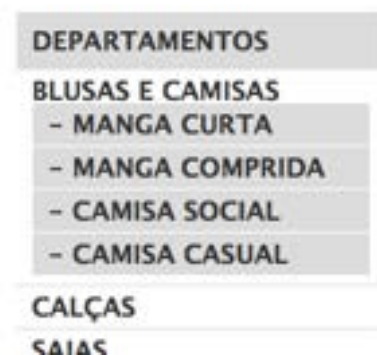 DEPARTAMENTOS
BLUSAS E CAMISAS
- MANGA CURTA
- MANGA COMPRIDA
- CAMISA SOCIAL
- CAMISA CASUAL
CALÇAS
SAIAS